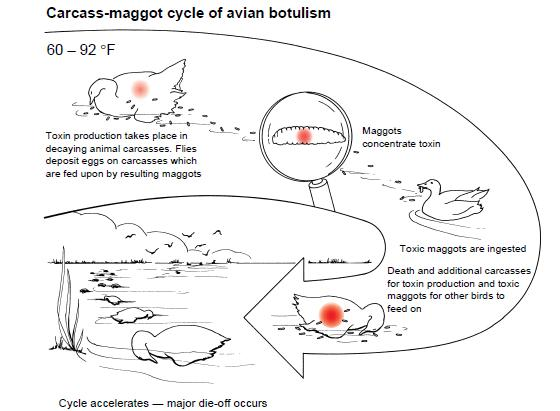 Carcass-maggot cycle of avian botulism
60 – 92 °F
Toxin production takes place in
decaying animal carcasses. Flies
deposit eggs on carcasses which
are fed upon by resulting maggots
Maggots
concentrate toxin
Toxic maggots are ingested
Death and additional carcasses
for toxin production and toxic
maggots for other birds to
feed on
Cycle accelerates — major die-off occurs